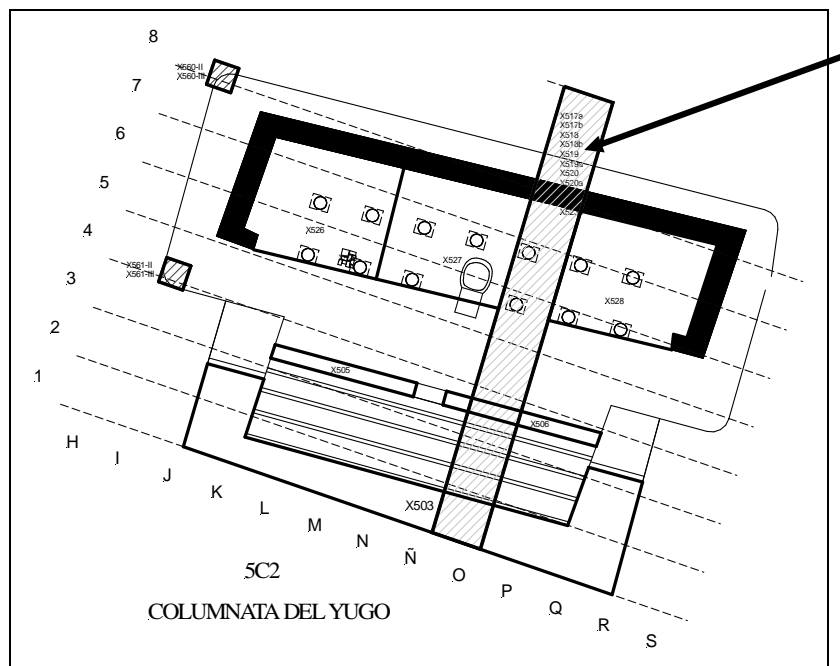 8
X560-II
X560-III
7
6
5
4
3
2
1
X517a
X517b
X518
X518b
X519
X519a
X520
X520a
X526
X527
X528
X561-II
X561-III
X505
X506
X503
H
I
J
K
L
M
N
Ñ
O
P
Q
R
S
5C2
COLUMNATA DEL YUGO